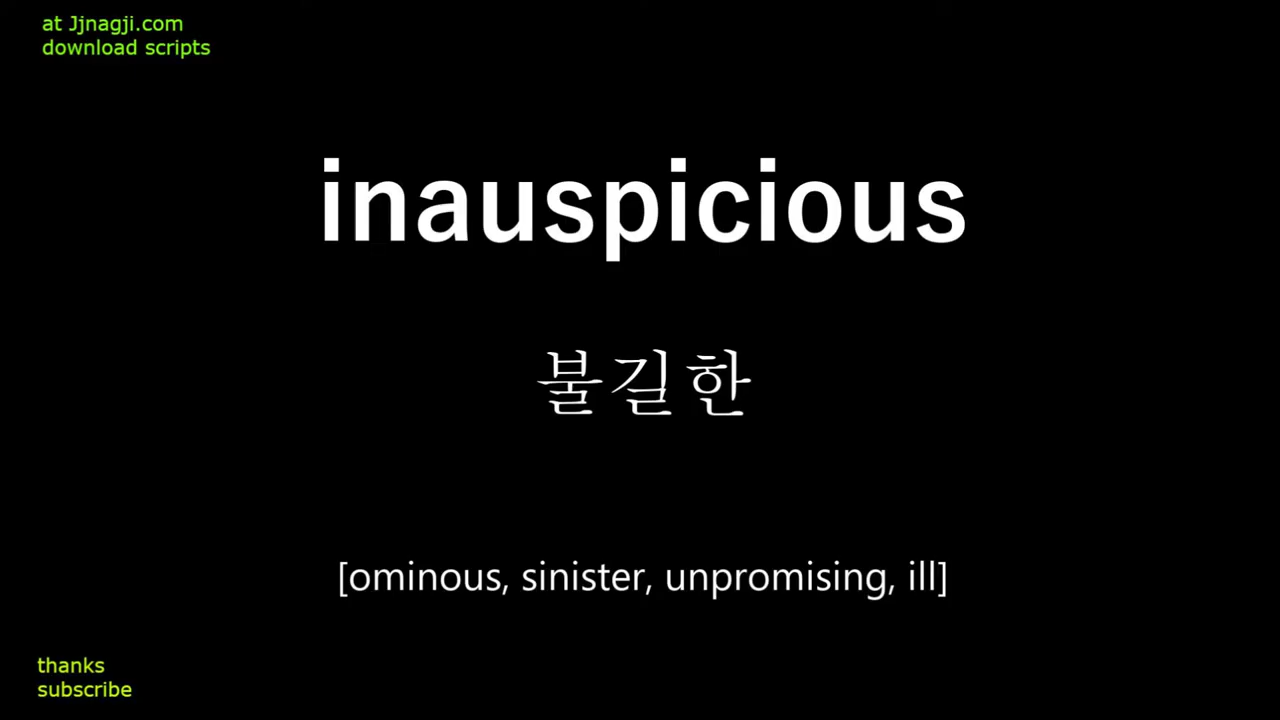 at Jjnagji.com
download scripts
inauspicious
불길한
[ominous, sinister, unpromising, ill]
thanks
subscribe